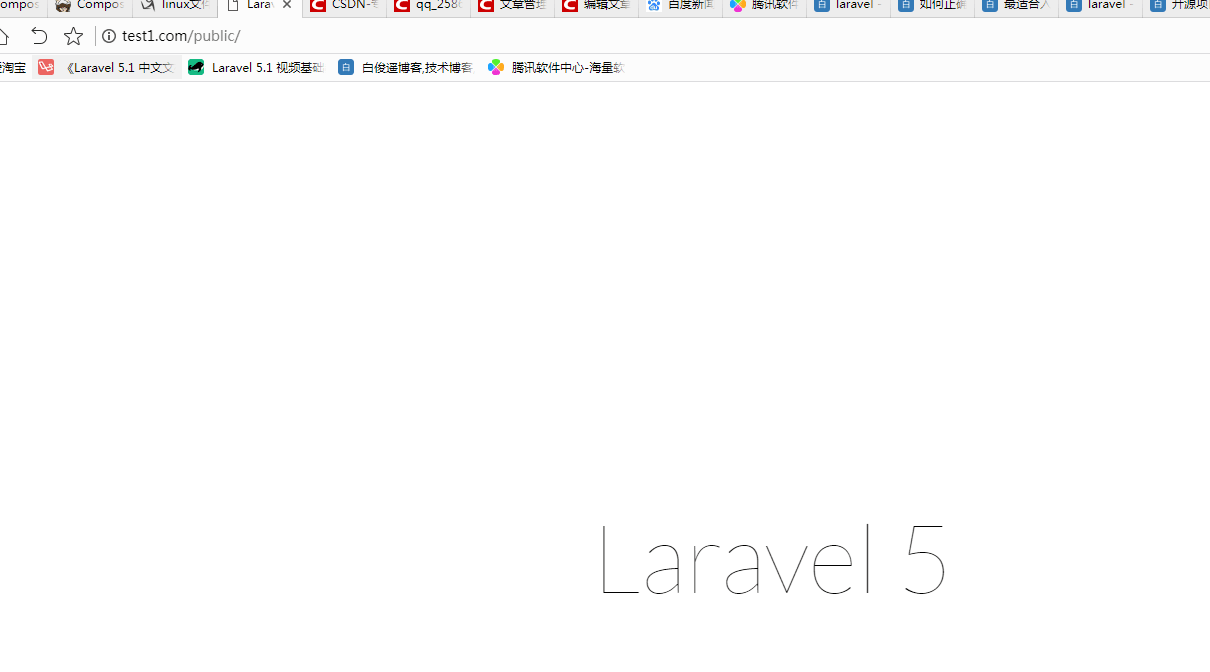 Compos linux文件 Larav CSDN-专 qq_258 文章管理 编辑文章 百度新闻 腾讯软件 laravel - 如何正确 最适合人 laravel - 开源项
test1.com/public/
淘宝 《Laravel 5.1 中文文 Laravel 5.1 视频基础 白俊遥博客,技术博客 腾讯软件中心-海量软
Laravel 5